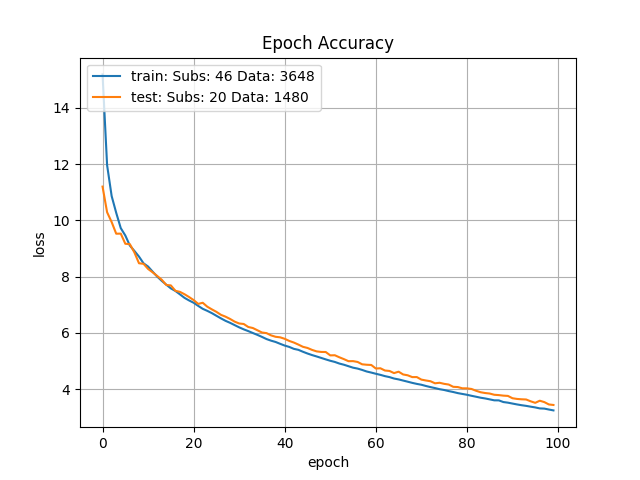 Epoch Accuracy
train: Subs: 46 Data: 3648
test: Subs: 20 Data: 1480
14
12
10
8
6
4
loss
0 20 40 60 80 100
epoch